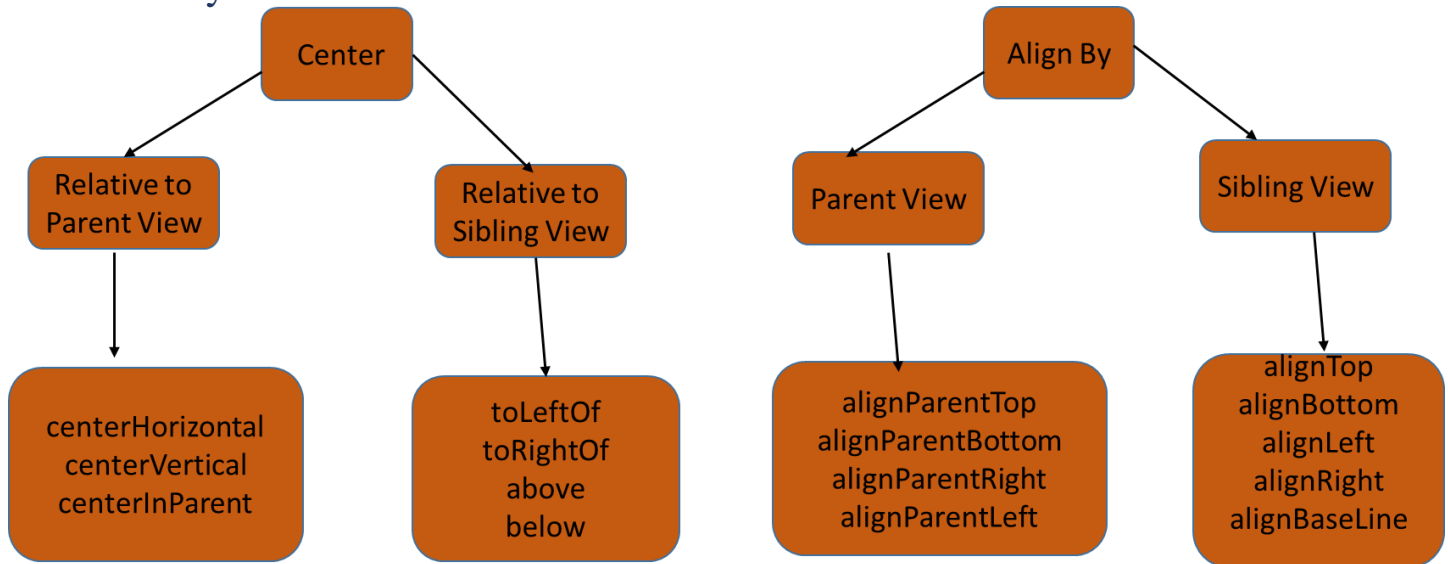 Center
Relative to
Parent View
Relative to
Sibling View
centerHorizontal
centerVertical
centerInParent
toLeftOf
toRightOf
above
below
Align By
Parent View
Sibling View
alignParentTop
alignParentBottom
alignParentRight
alignParentLeft
alignTop
alignBottom
alignLeft
alignRight
alignBaseLine